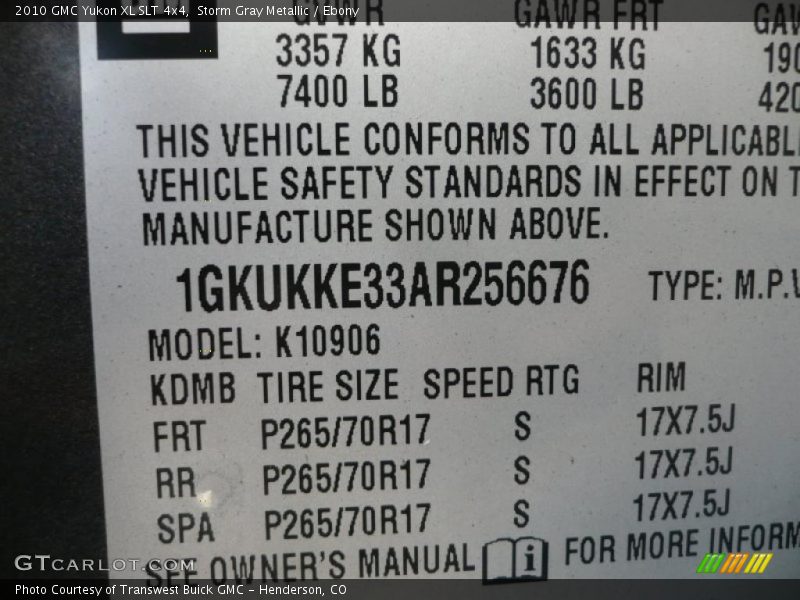 2010 GMC Yukon XL SLT 4x4, Storm Gray Metallic / Ebony
GVWR GAWR FRT
3357 KG 1633 KG
7400 LB 3600 LB
THIS VEHICLE CONFORMS TO ALL APPLICABL
VEHICLE SAFETY STANDARDS IN EFFECT ON T
MANUFACTURE SHOWN ABOVE.
1GKUKKE33AR256676 TYPE: M.P.V
MODEL: K10906
KDMB TIRE SIZE SPEED RTG RIM
FRT P265/70R17 S 17X7.5J
RR P265/70R17 S 17X7.5J
SPA P265/70R17 S 17X7.5J
SEE OWNER'S MANUAL i FOR MORE INFORM
GTcarlot.com
Photo Courtesy of Transwest Buick GMC - Henderson, CO